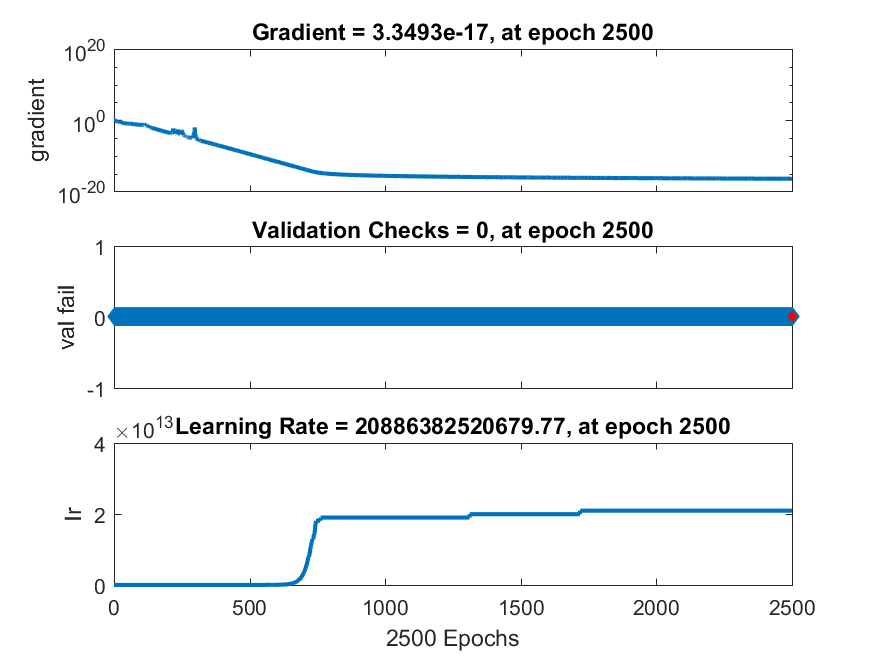 Gradient = 3.3493e-17, at epoch 2500
10^20
10^0
10^-20
gradient
Validation Checks = 0, at epoch 2500
1
0
-1
val fail
×10^13 Learning Rate = 20886382520679.77, at epoch 2500
4
2
0
lr
0 500 1000 1500 2000 2500
2500 Epochs